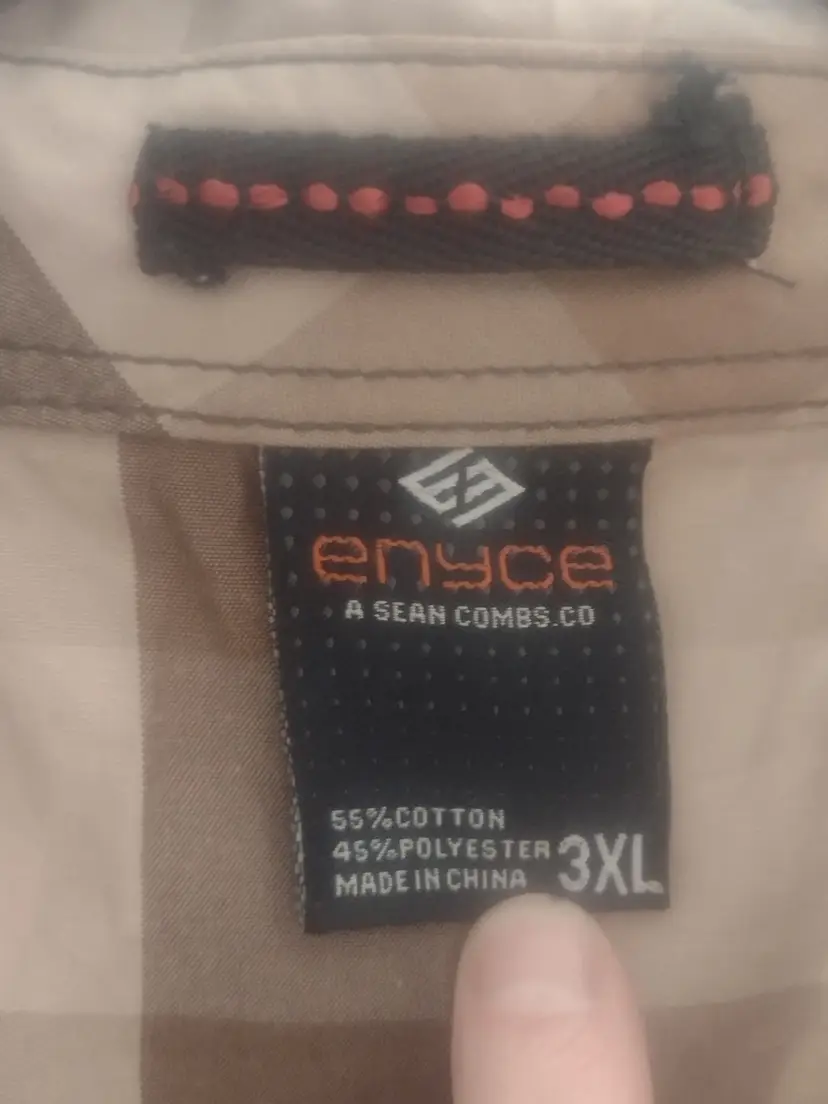 enyce
A SEAN COMBS.CO
55%COTTON
45%POLYESTER
MADE IN CHINA
3XL